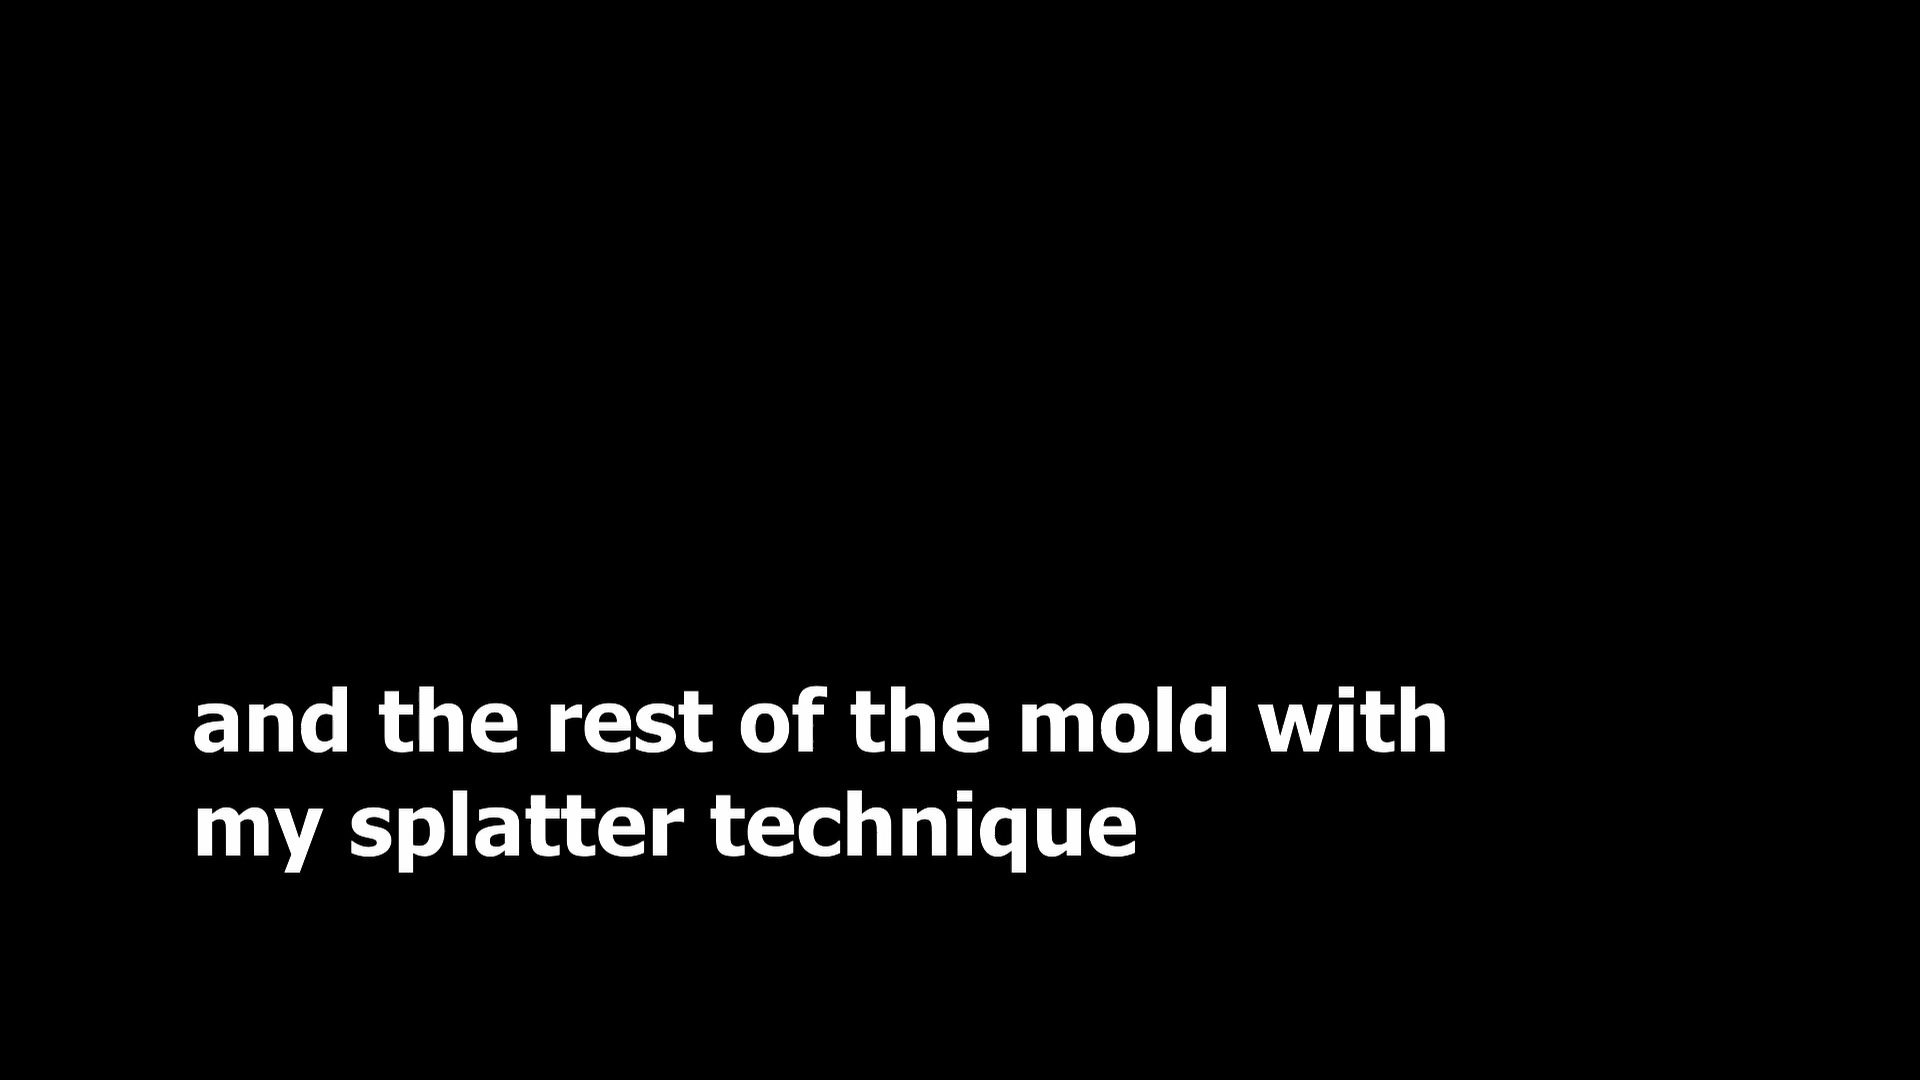 and the rest of the mold with
my splatter technique